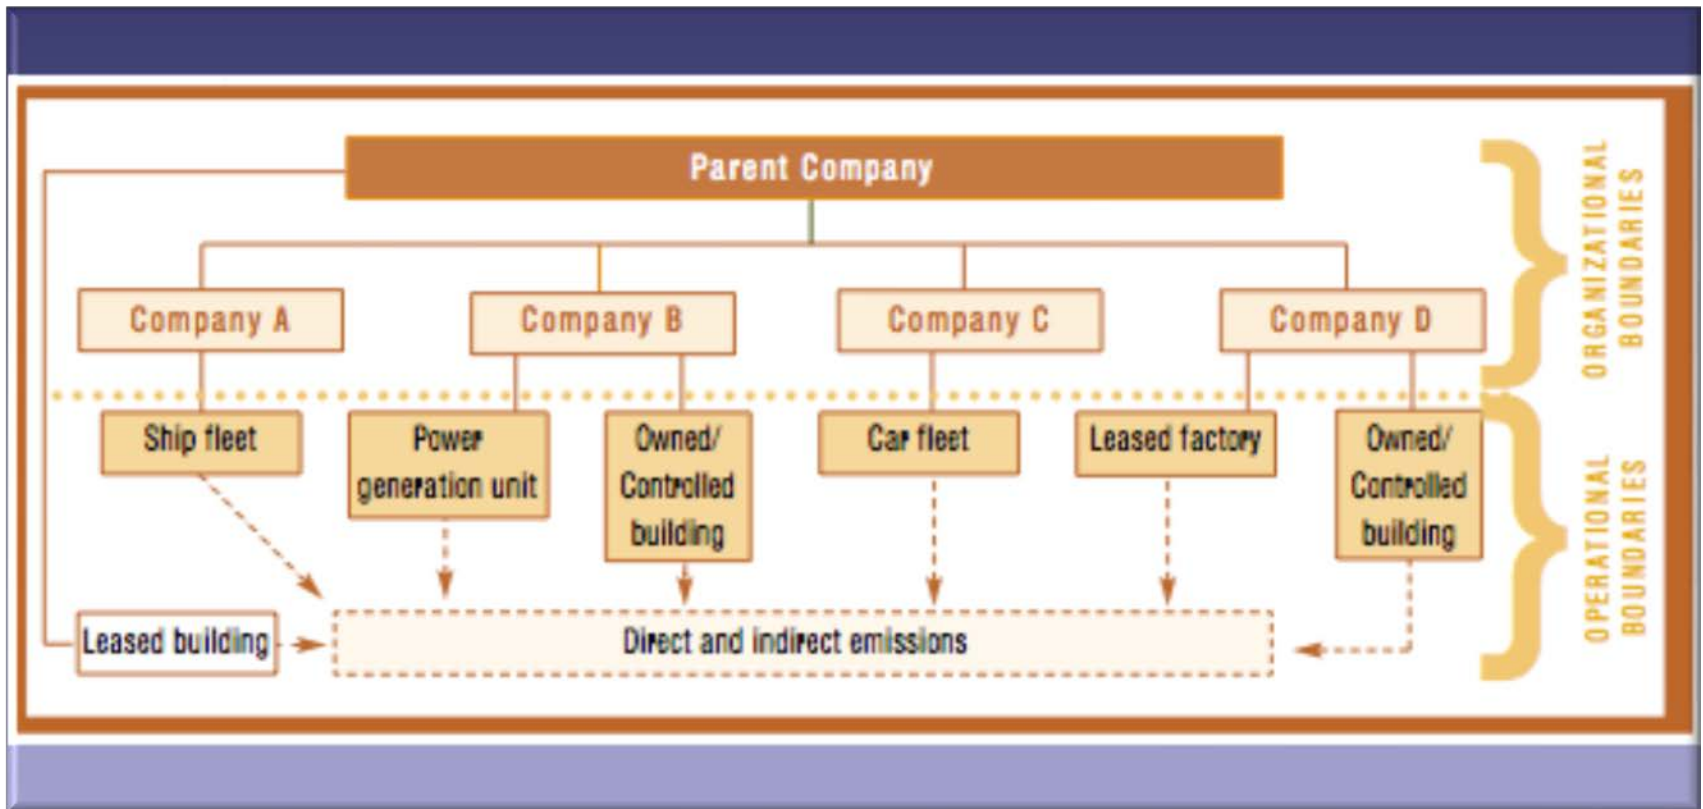 Parent Company
Company A
Company B
Company C
Company D
ORGANIZATIONAL
BOUNDARIES
Ship fleet
Power
generation unit
Owned/
Controlled
building
Car fleet
Leased factory
Owned/
Controlled
building
OPERATIONAL
BOUNDARIES
Leased building
Direct and indirect emissions